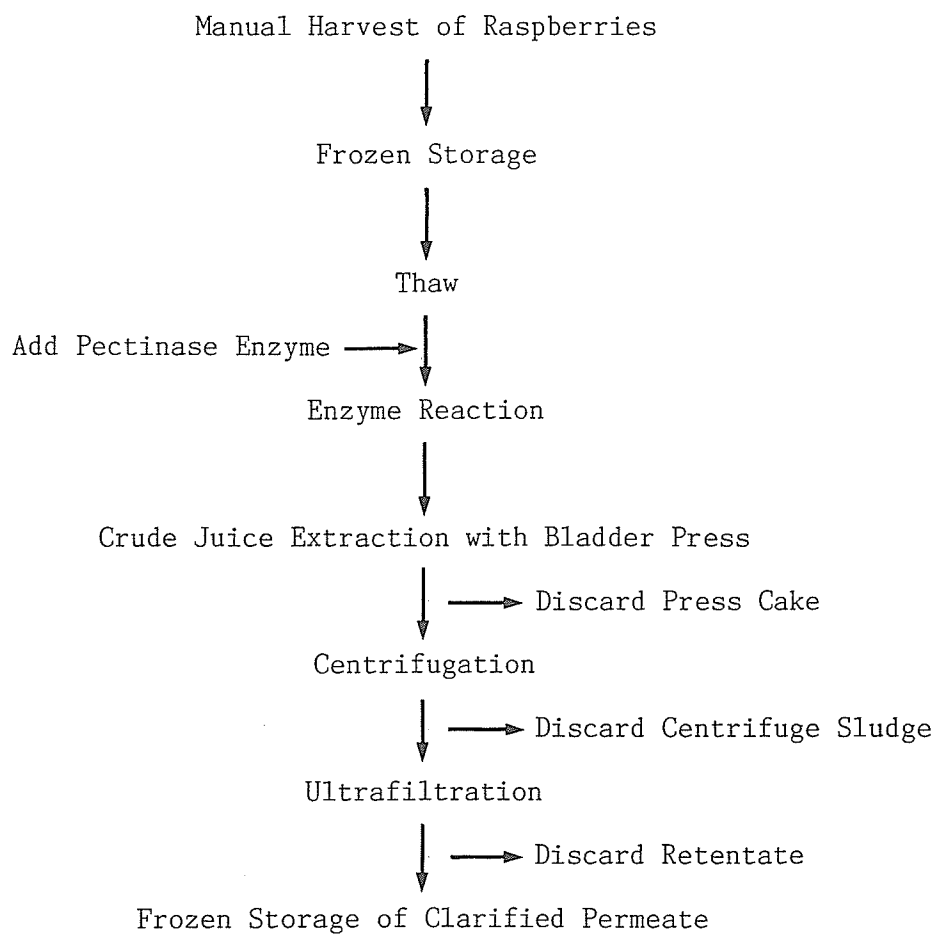 Manual Harvest of Raspberries
Frozen Storage
Thaw
Add Pectinase Enzyme
Enzyme Reaction
Crude Juice Extraction with Bladder Press
Discard Press Cake
Centrifugation
Discard Centrifuge Sludge
Ultrafiltration
Discard Retentate
Frozen Storage of Clarified Permeate